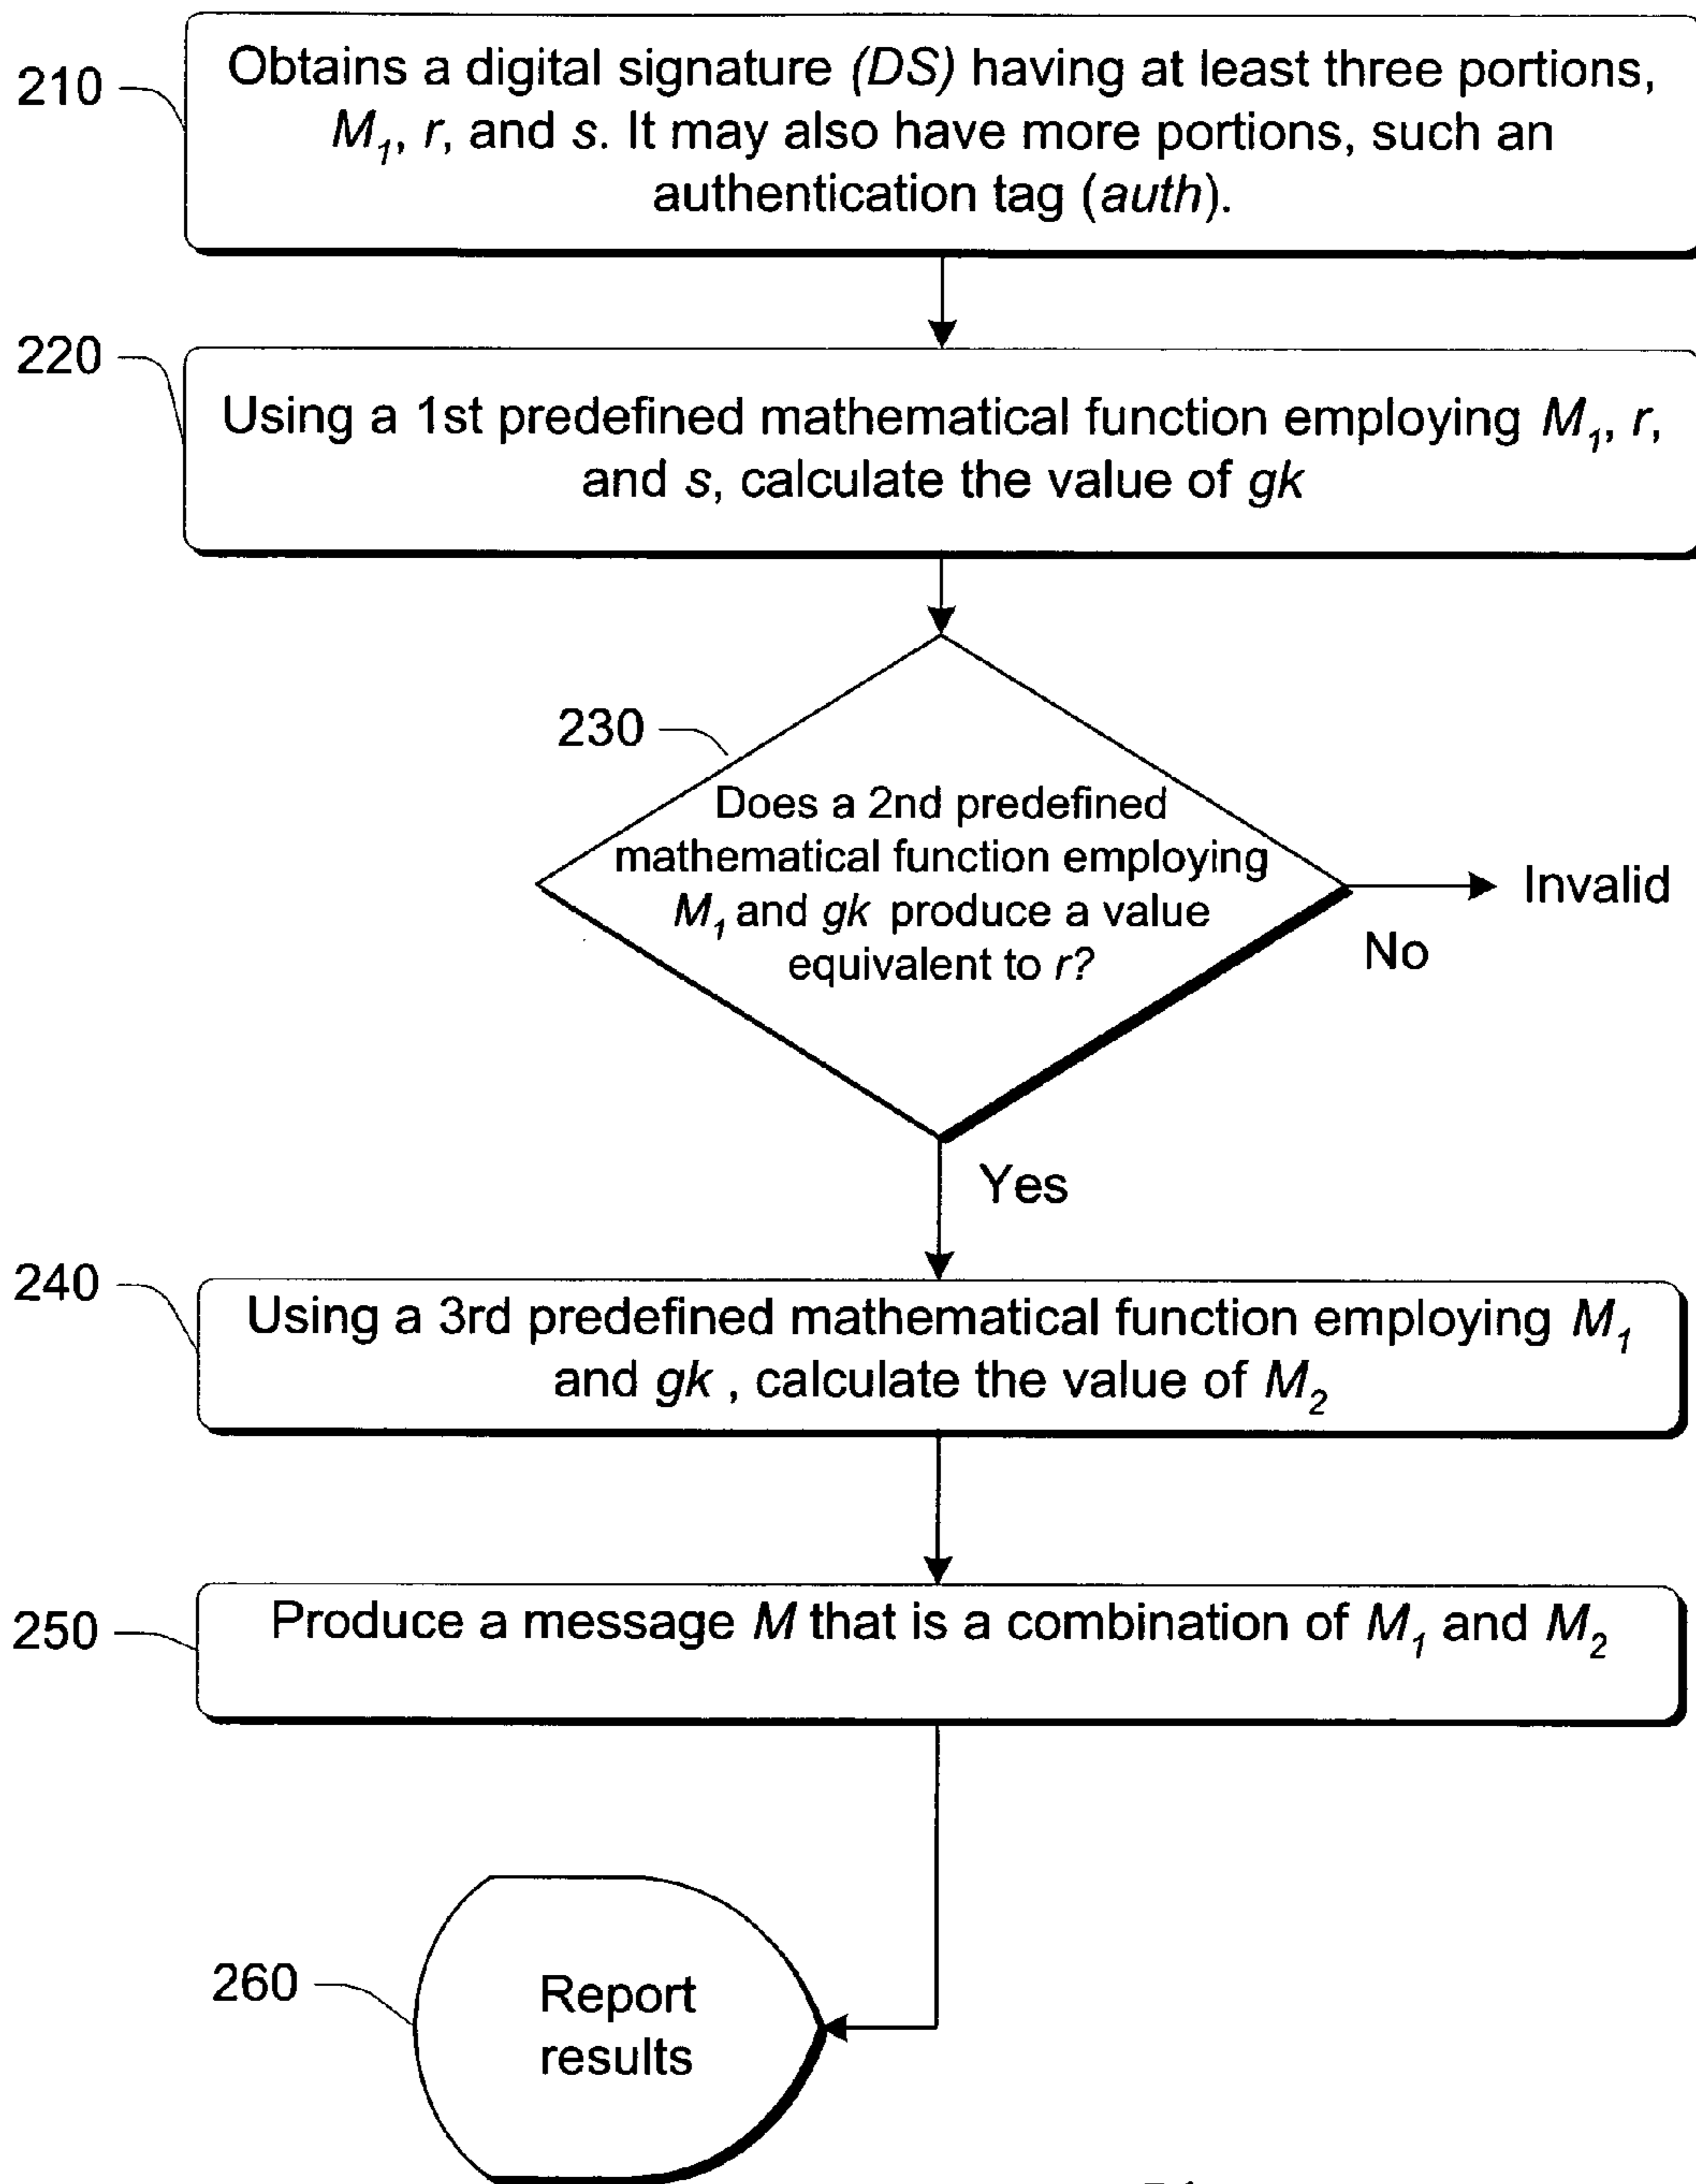 210
Obtains a digital signature (DS) having at least three portions,
M1, r, and s. It may also have more portions, such an
authentication tag (auth).
220
Using a 1st predefined mathematical function employing M1, r,
and s, calculate the value of gk
230
Does a 2nd predefined
mathematical function employing
M1 and gk produce a value
equivalent to r?
Invalid
No
Yes
240
Using a 3rd predefined mathematical function employing M1
and gk , calculate the value of M2
250
Produce a message M that is a combination of M1 and M2
260
Report
results